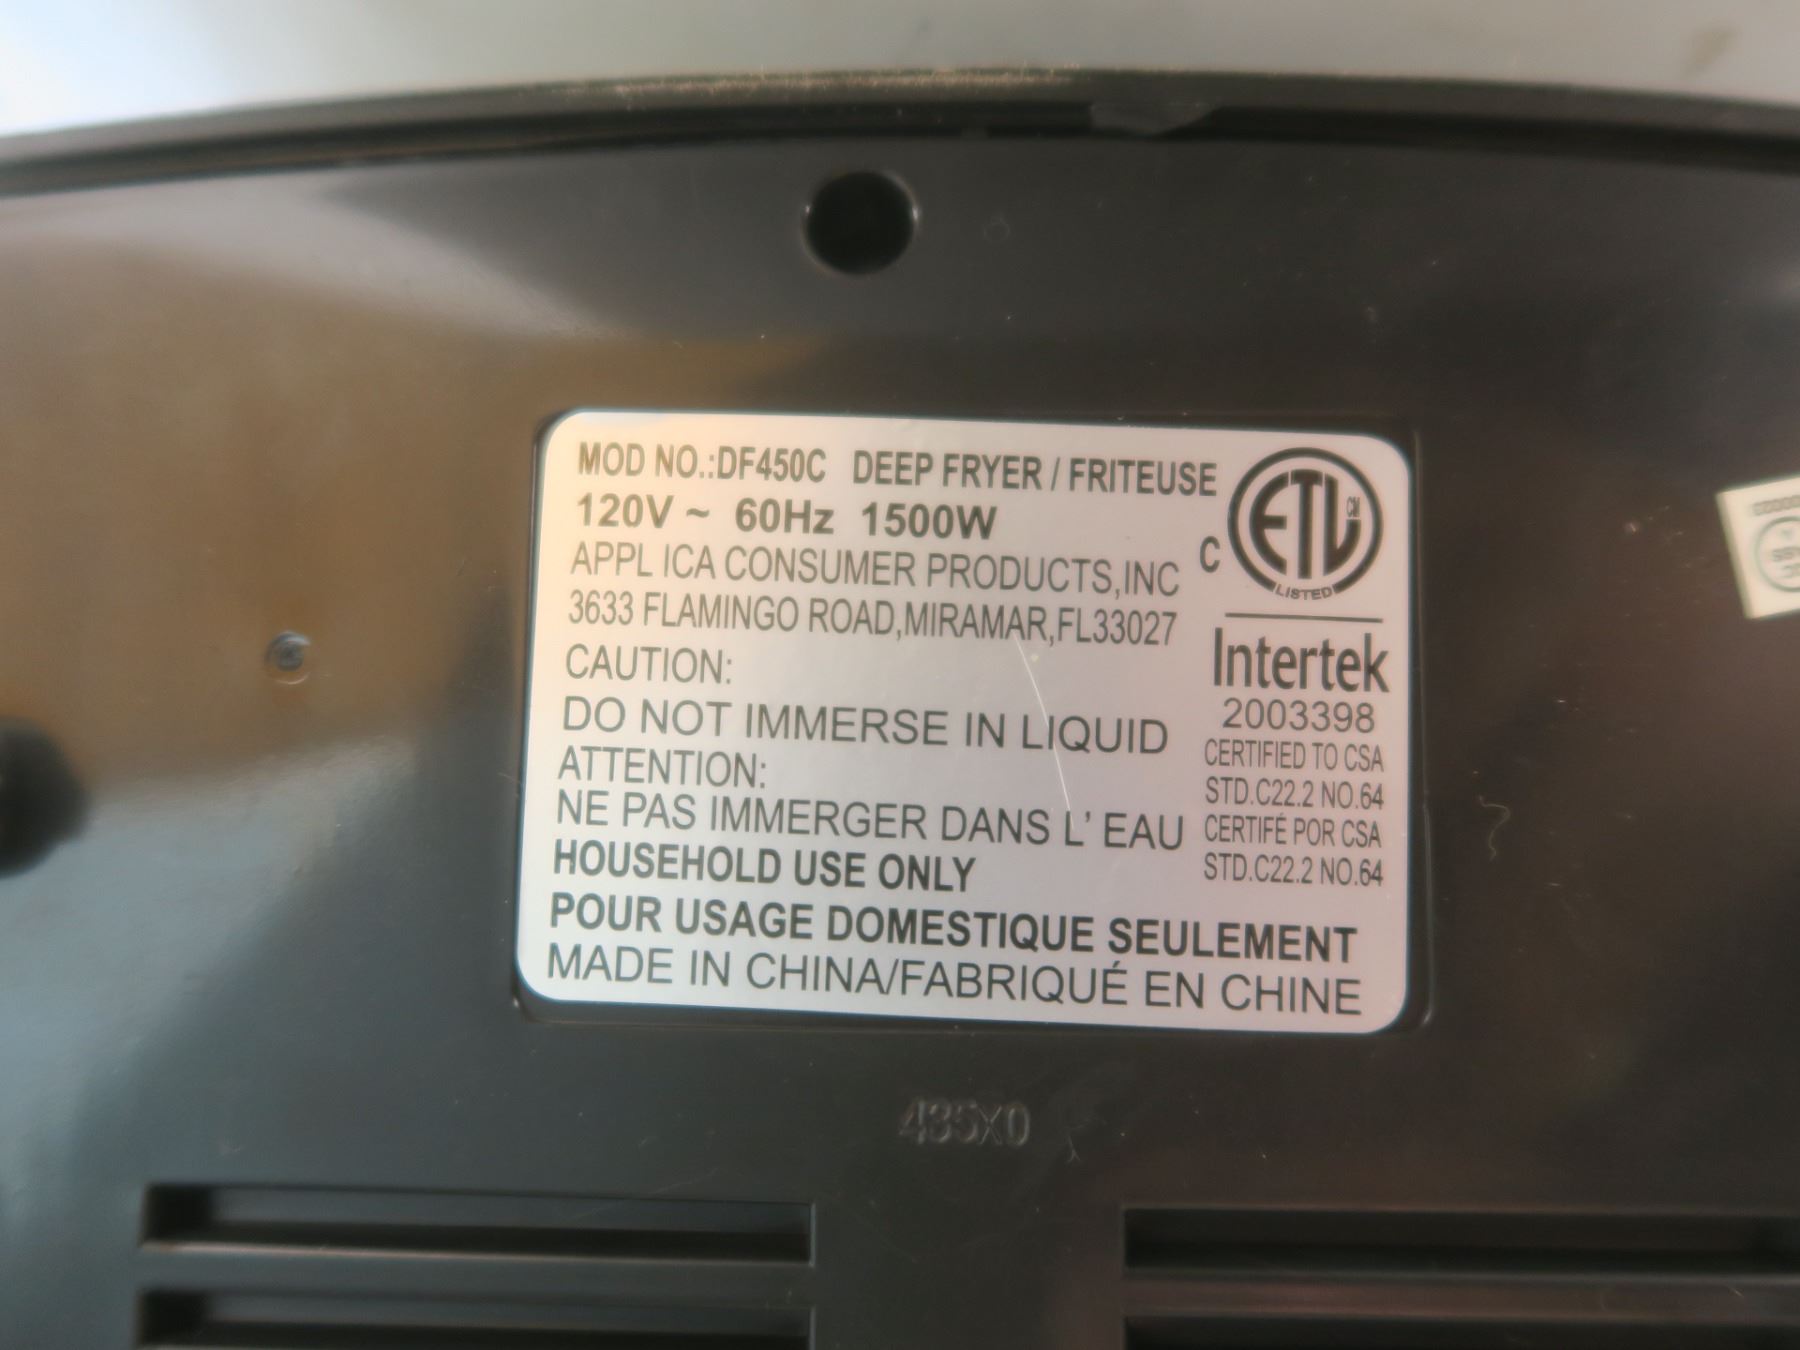 MOD NO.:DF450C DEEP FRYER / FRITEUSE
120V ~ 60Hz 1500W
APPL ICA CONSUMER PRODUCTS,INC
3633 FLAMINGO ROAD,MIRAMAR,FL33027
CAUTION:
DO NOT IMMERSE IN LIQUID
ATTENTION:
NE PAS IMMERGER DANS L' EAU
HOUSEHOLD USE ONLY
POUR USAGE DOMESTIQUE SEULEMENT
MADE IN CHINA/FABRIQUÉ EN CHINE
C
ETL CM
LISTED
Intertek
2003398
CERTIFIED TO CSA
STD.C22.2 NO.64
CERTIFÉ POR CSA
STD.C22.2 NO.64
485X0